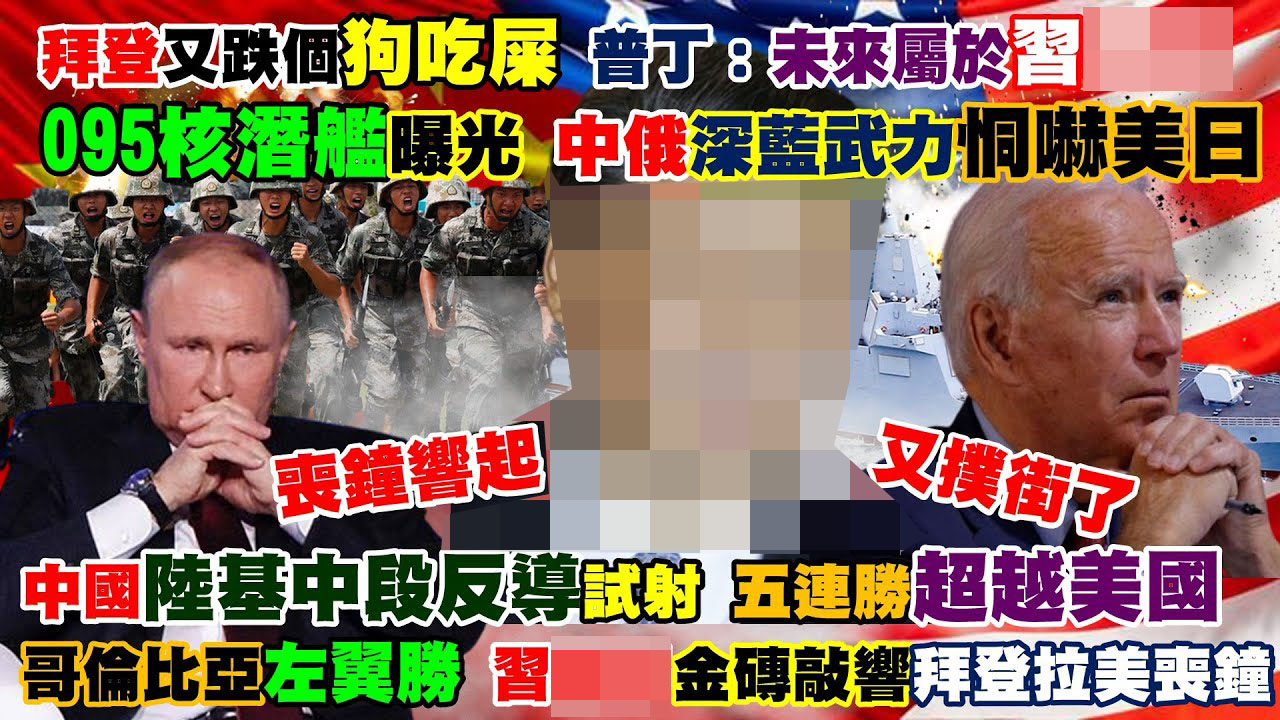 拜登又跌個狗吃屎 普丁：未來屬於習
095核潛艦曝光 中俄深藍武力恫嚇美日
喪鐘響起
又撲街了
中國陸基中段反導試射 五連勝超越美國
哥倫比亞左翼勝 習 金磚敲響拜登拉美喪鐘